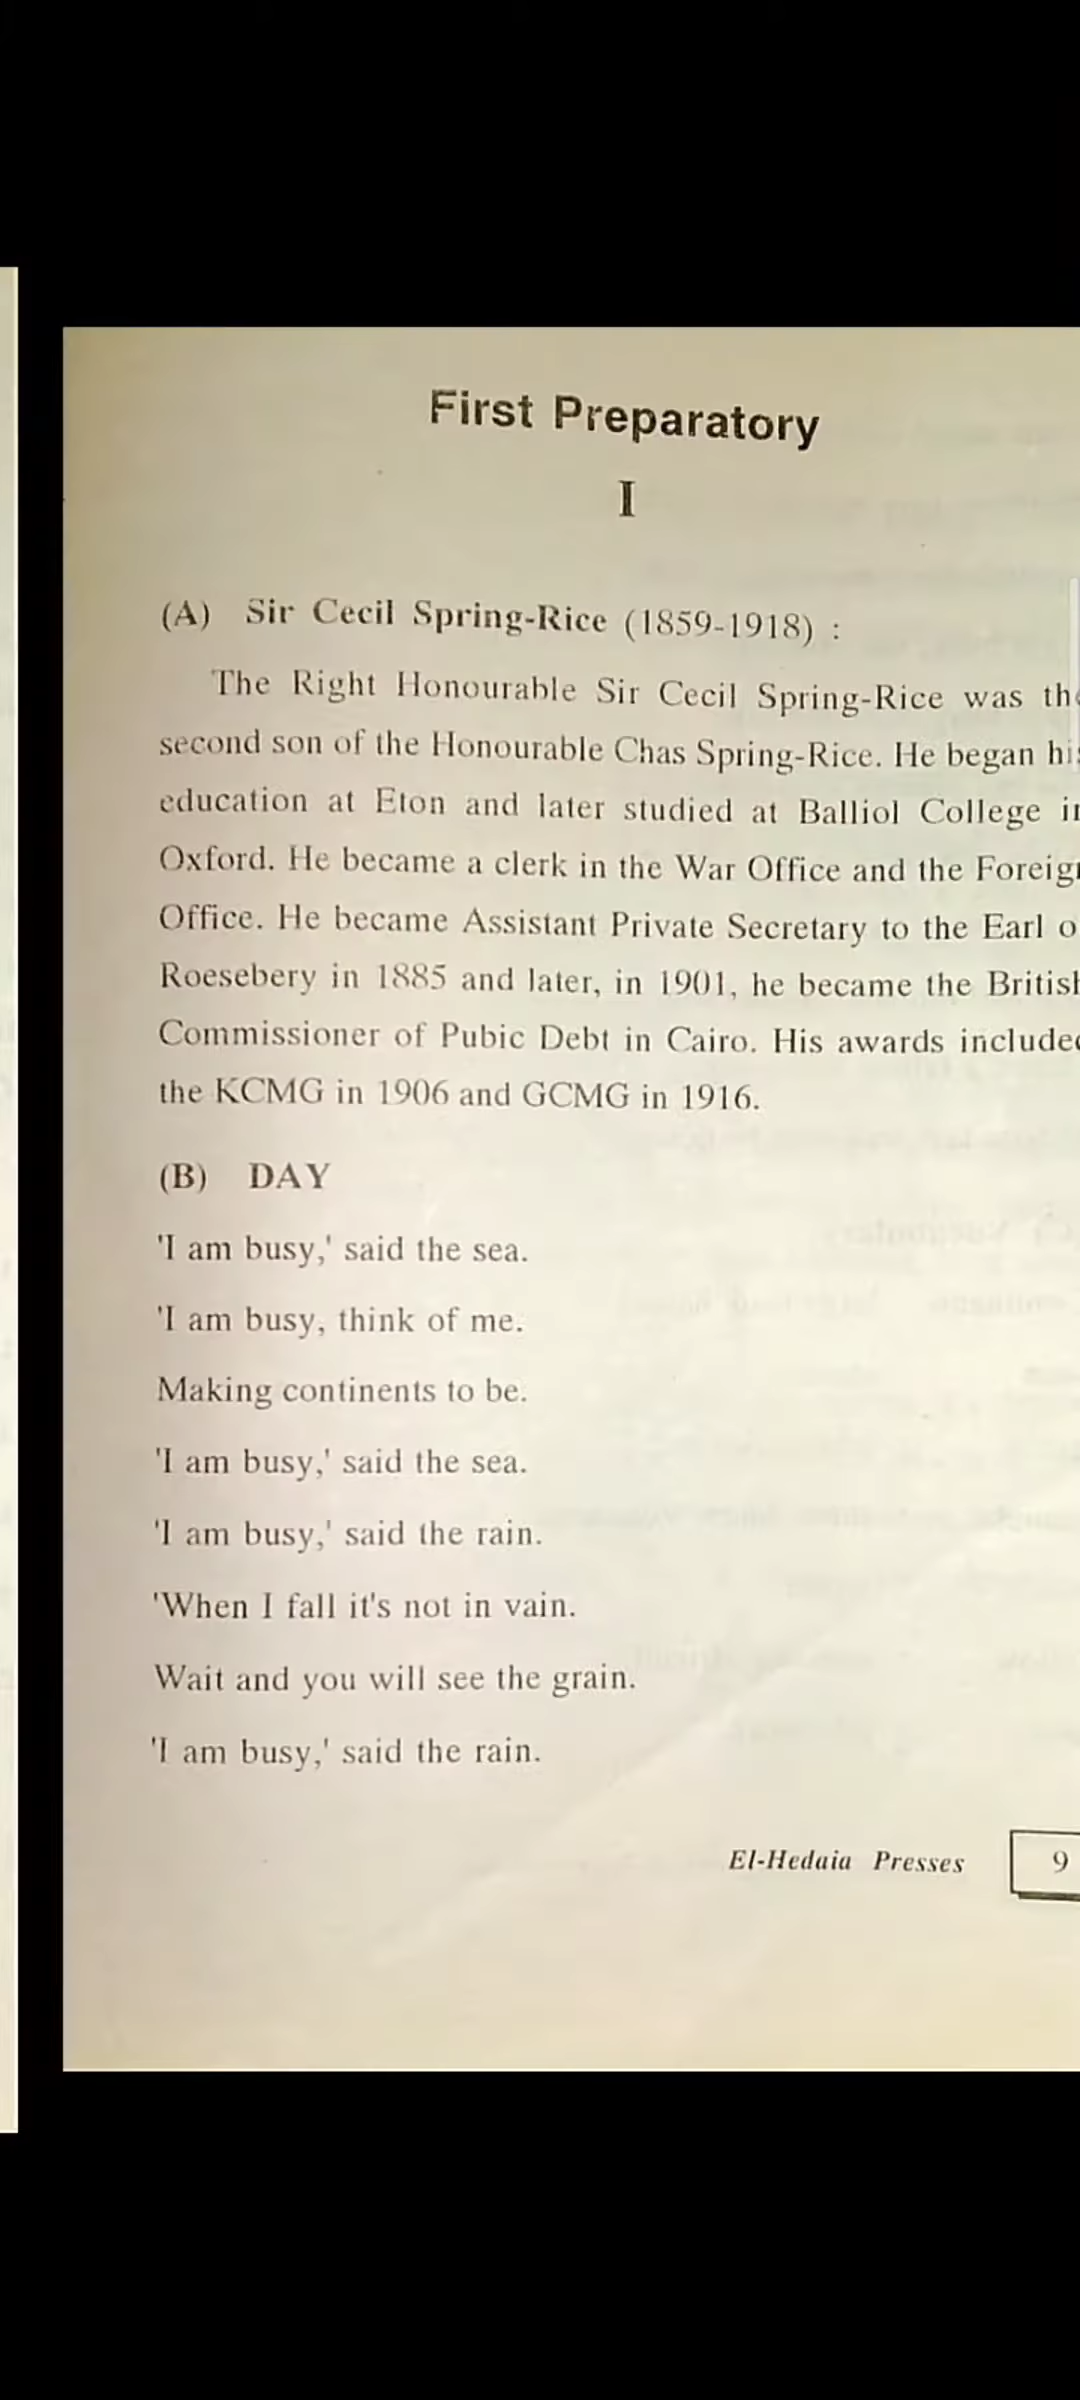 First Preparatory
I
(A) Sir Cecil Spring-Rice (1859-1918) :
The Right Honourable Sir Cecil Spring-Rice was the
second son of the Honourable Chas Spring-Rice. He began his
education at Eton and later studied at Balliol College in
Oxford. He became a clerk in the War Office and the Foreign
Office. He became Assistant Private Secretary to the Earl o
Roesebery in 1885 and later, in 1901, he became the British
Commissioner of Pubic Debt in Cairo. His awards included
the KCMG in 1906 and GCMG in 1916.
(B) DAY
'I am busy,' said the sea.
'I am busy, think of me.
Making continents to be.
'I am busy,' said the sea.
'I am busy,' said the rain.
'When I fall it's not in vain.
Wait and you will see the grain.
'I am busy,' said the rain.
El-Hedaia Presses 9